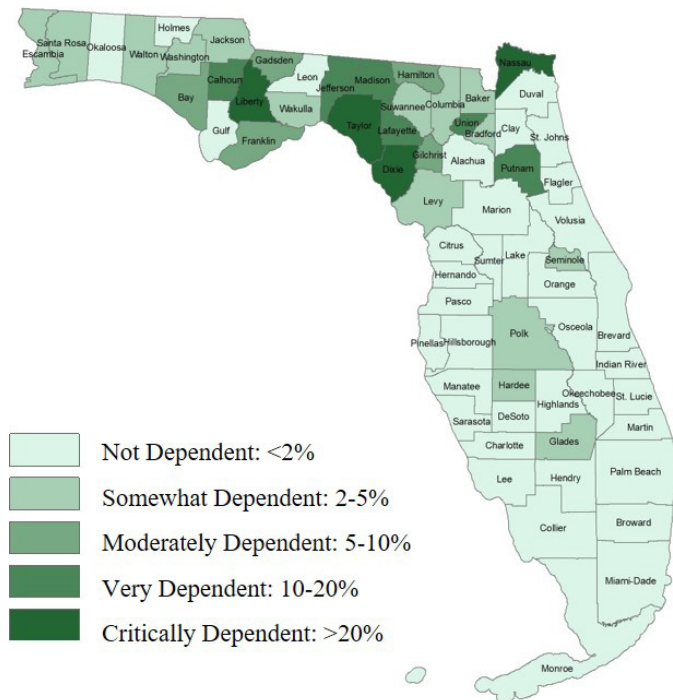 Holmes
Jackson
Santa Rosa
Escambia
Okaloosa
Walton
Washington
Gadsden
Nassau
Calhoun
Leon
Madison
Hamilton
Jefferson
Baker
Duval
Bay
Liberty
Wakulla
Suwannee
Columbia
Taylor
Lafayette
Union
Bradford
Clay
St. Johns
Gulf
Franklin
Gilchrist
Alachua
Putnam
Dixie
Flagler
Levy
Marion
Volusia
Citrus
Lake
Sumter
Seminole
Hernando
Orange
Pasco
Polk
Osceola
Pinellas
Hillsborough
Brevard
Indian River
Manatee
Hardee
Okeechobee
St. Lucie
Highlands
Sarasota
DeSoto
Martin
Charlotte
Glades
Lee
Hendry
Palm Beach
Collier
Broward
Miami-Dade
Monroe
Not Dependent: <2%
Somewhat Dependent: 2-5%
Moderately Dependent: 5-10%
Very Dependent: 10-20%
Critically Dependent: >20%